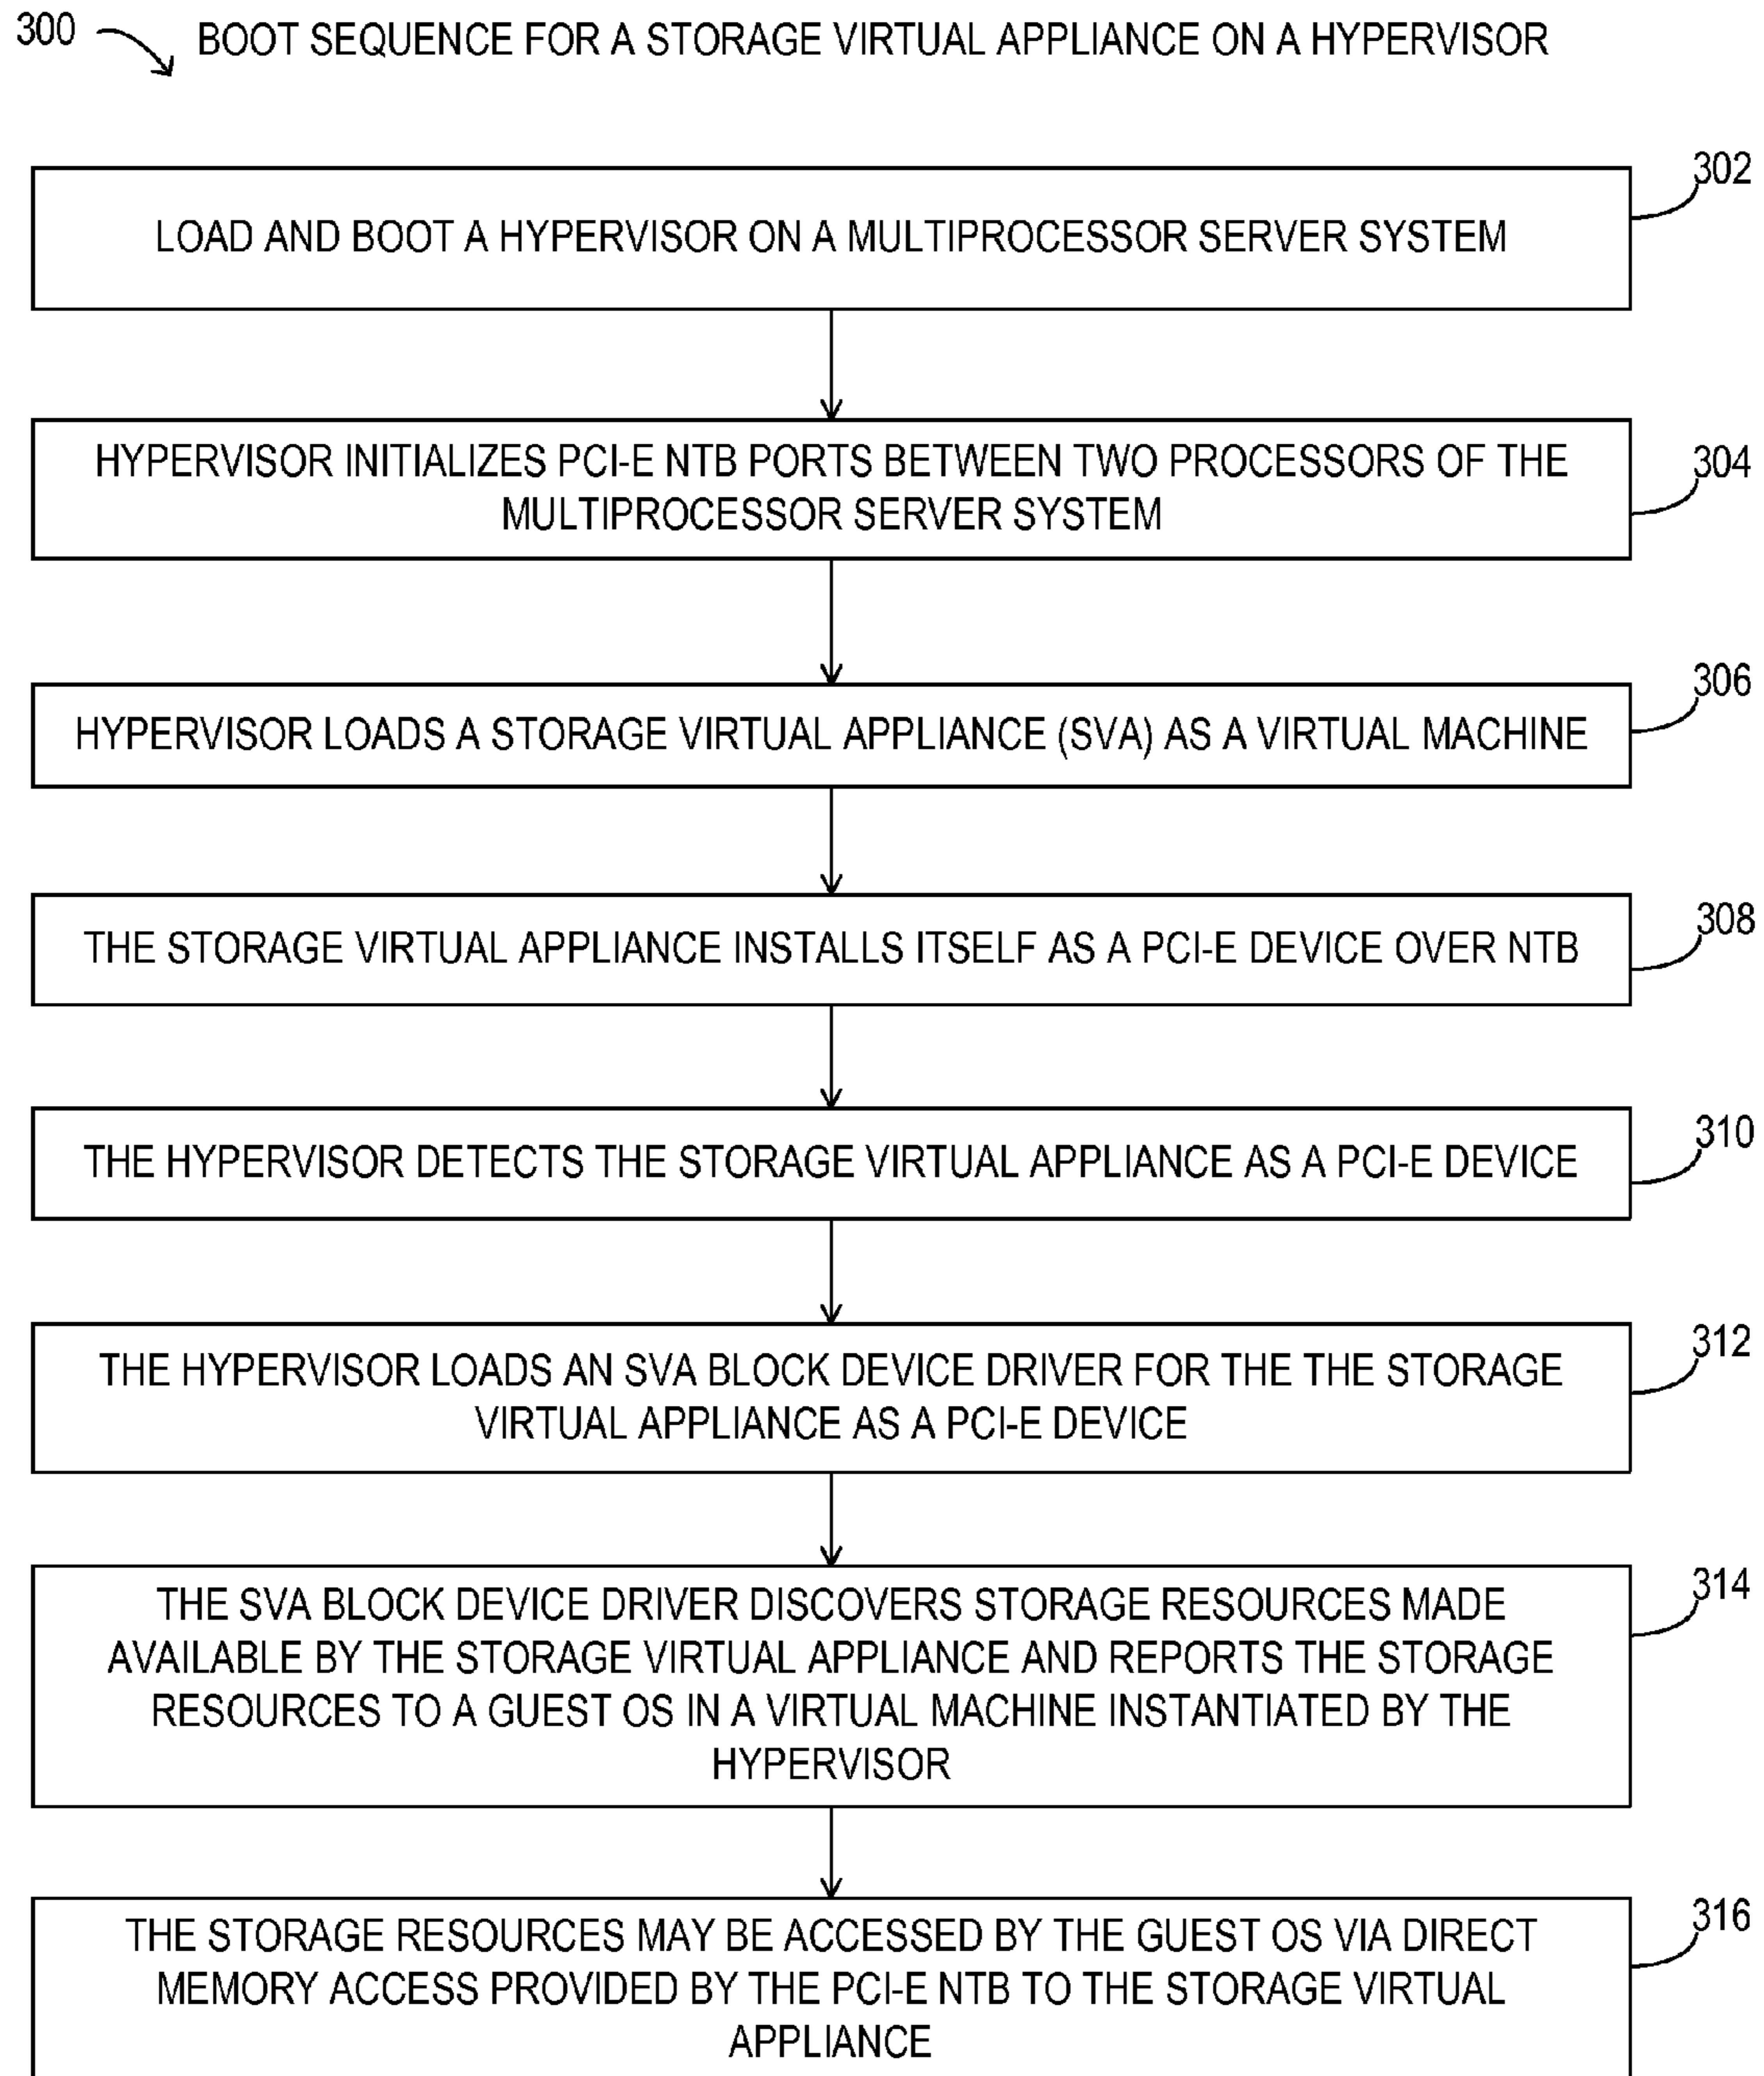 300
BOOT SEQUENCE FOR A STORAGE VIRTUAL APPLIANCE ON A HYPERVISOR
302
LOAD AND BOOT A HYPERVISOR ON A MULTIPROCESSOR SERVER SYSTEM
304
HYPERVISOR INITIALIZES PCI-E NTB PORTS BETWEEN TWO PROCESSORS OF THE
MULTIPROCESSOR SERVER SYSTEM
306
HYPERVISOR LOADS A STORAGE VIRTUAL APPLIANCE (SVA) AS A VIRTUAL MACHINE
308
THE STORAGE VIRTUAL APPLIANCE INSTALLS ITSELF AS A PCI-E DEVICE OVER NTB
310
THE HYPERVISOR DETECTS THE STORAGE VIRTUAL APPLIANCE AS A PCI-E DEVICE
312
THE HYPERVISOR LOADS AN SVA BLOCK DEVICE DRIVER FOR THE THE STORAGE
VIRTUAL APPLIANCE AS A PCI-E DEVICE
314
THE SVA BLOCK DEVICE DRIVER DISCOVERS STORAGE RESOURCES MADE
AVAILABLE BY THE STORAGE VIRTUAL APPLIANCE AND REPORTS THE STORAGE
RESOURCES TO A GUEST OS IN A VIRTUAL MACHINE INSTANTIATED BY THE
HYPERVISOR
316
THE STORAGE RESOURCES MAY BE ACCESSED BY THE GUEST OS VIA DIRECT
MEMORY ACCESS PROVIDED BY THE PCI-E NTB TO THE STORAGE VIRTUAL
APPLIANCE